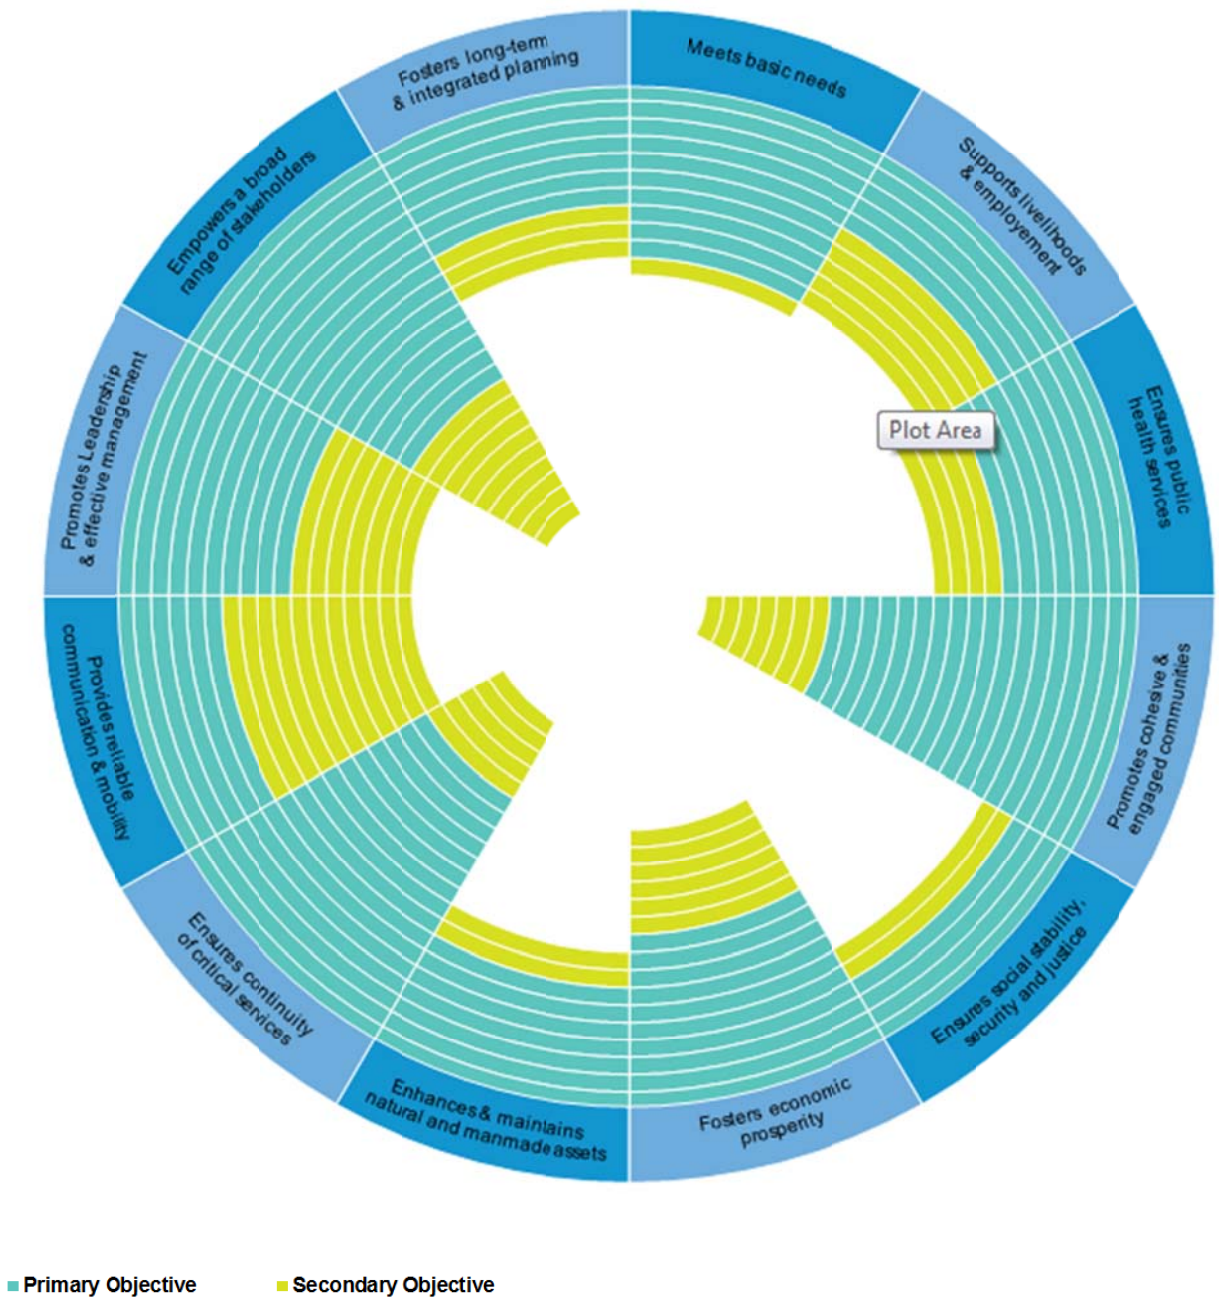 Fosters long-term
& integrated planning
Meets basic needs
Supports livelihoods
& employement
Ensures public
health services
Promotes cohesive &
engaged communities
Ensures social stability,
security and justice
Fosters economic
prosperity
Enhances & maintains
natural and manmade assets
Ensures continuity
of critical services
Provides reliable
communication & mobility
Promotes Leadership
& effective management
Empowers a broad
range of stakeholders
Plot Area
Primary Objective
Secondary Objective